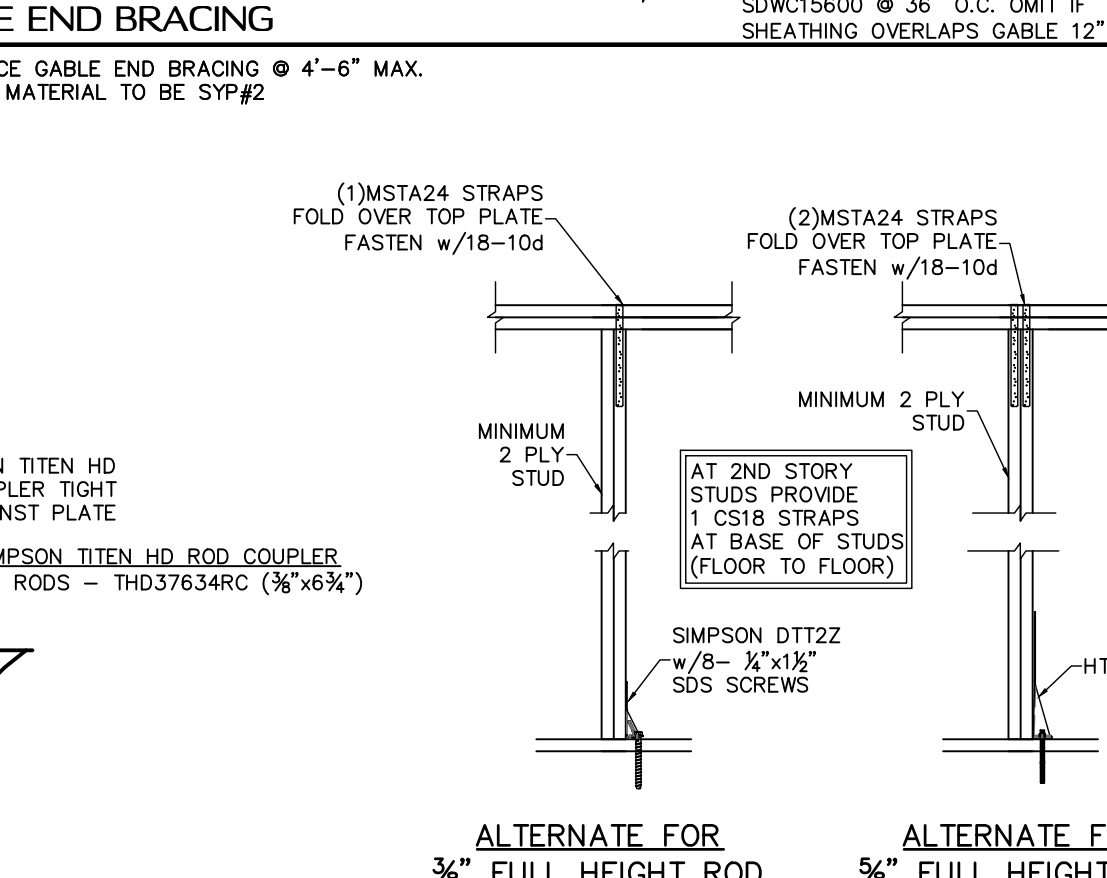 E END BRACING
SDWC15600 @ 36" O.C. OMIT IF
SHEATHING OVERLAPS GABLE 12"
CE GABLE END BRACING @ 4'-6" MAX.
MATERIAL TO BE SYP#2
(1)MSTA24 STRAPS
FOLD OVER TOP PLATE
FASTEN w/18-10d
(2)MSTA24 STRAPS
FOLD OVER TOP PLATE
FASTEN w/18-10d
MINIMUM
2 PLY
STUD
MINIMUM 2 PLY
STUD
AT 2ND STORY
STUDS PROVIDE
1 CS18 STRAPS
AT BASE OF STUDS
(FLOOR TO FLOOR)
N TITEN HD
PLER TIGHT
NST PLATE
MPSON TITEN HD ROD COUPLER
RODS - THD37634RC (⅜"x6¾")
SIMPSON DTT2Z
w/8- ¼"x1½"
SDS SCREWS
HT
ALTERNATE FOR
⅜" FULL HEIGHT ROD
ALTERNATE F
⅝" FULL HEIGHT